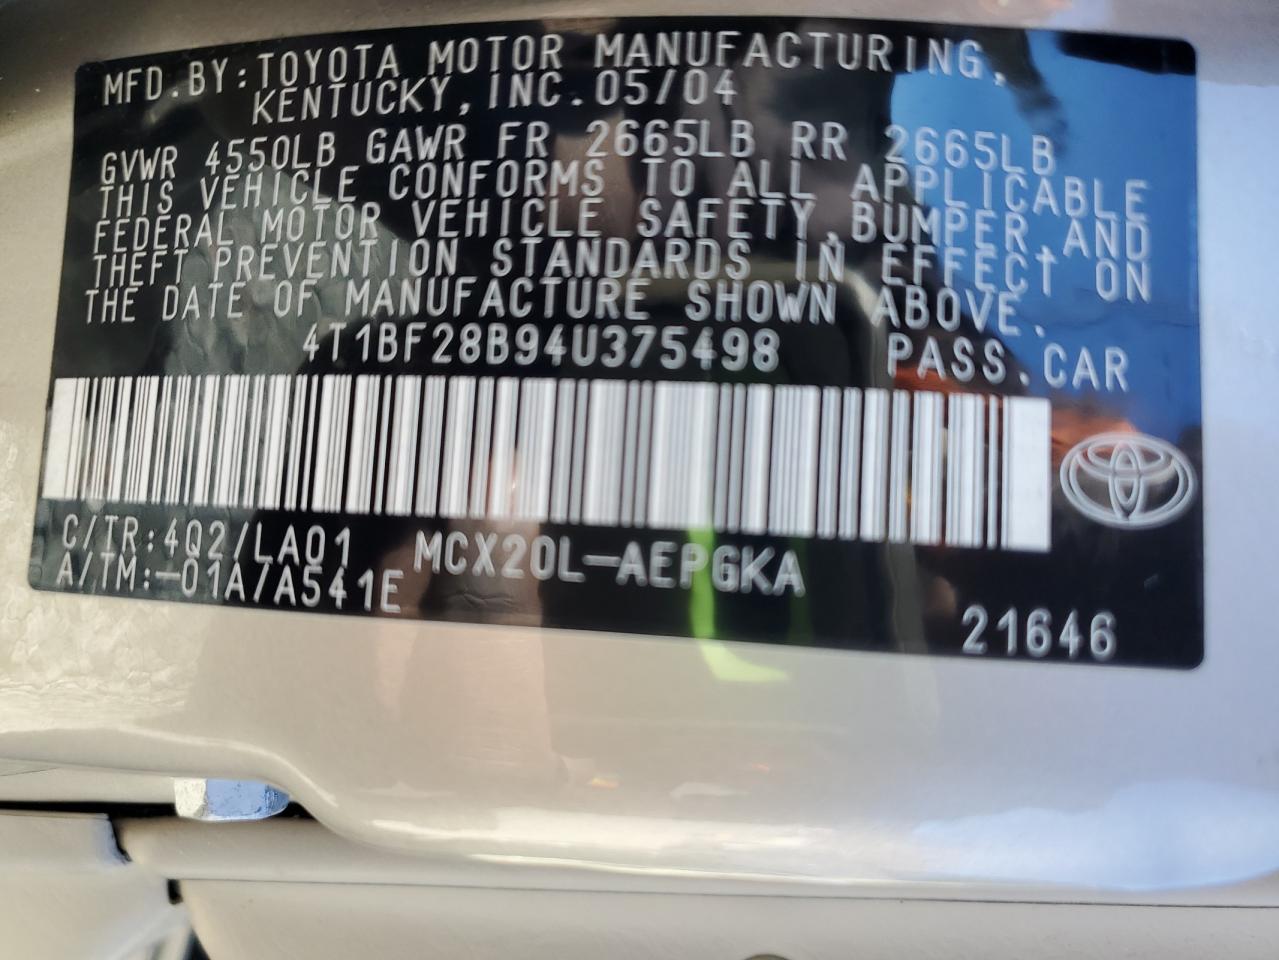 MFD.BY:TOYOTA MOTOR MANUFACTURING,
KENTUCKY,INC.05/04
GVWR 4550LB GAWR FR 2665LB RR 2665LB
THIS VEHICLE CONFORMS TO ALL APPLICABLE
FEDERAL MOTOR VEHICLE SAFETY,BUMPER,AND
THEFT PREVENTION STANDARDS IN EFFECT ON
THE DATE OF MANUFACTURE SHOWN ABOVE.
4T1BF28B94U375498 PASS.CAR
C/TR:4Q2/LA01 MCX20L-AEPGKA
A/TM:-01A/A541E
21646